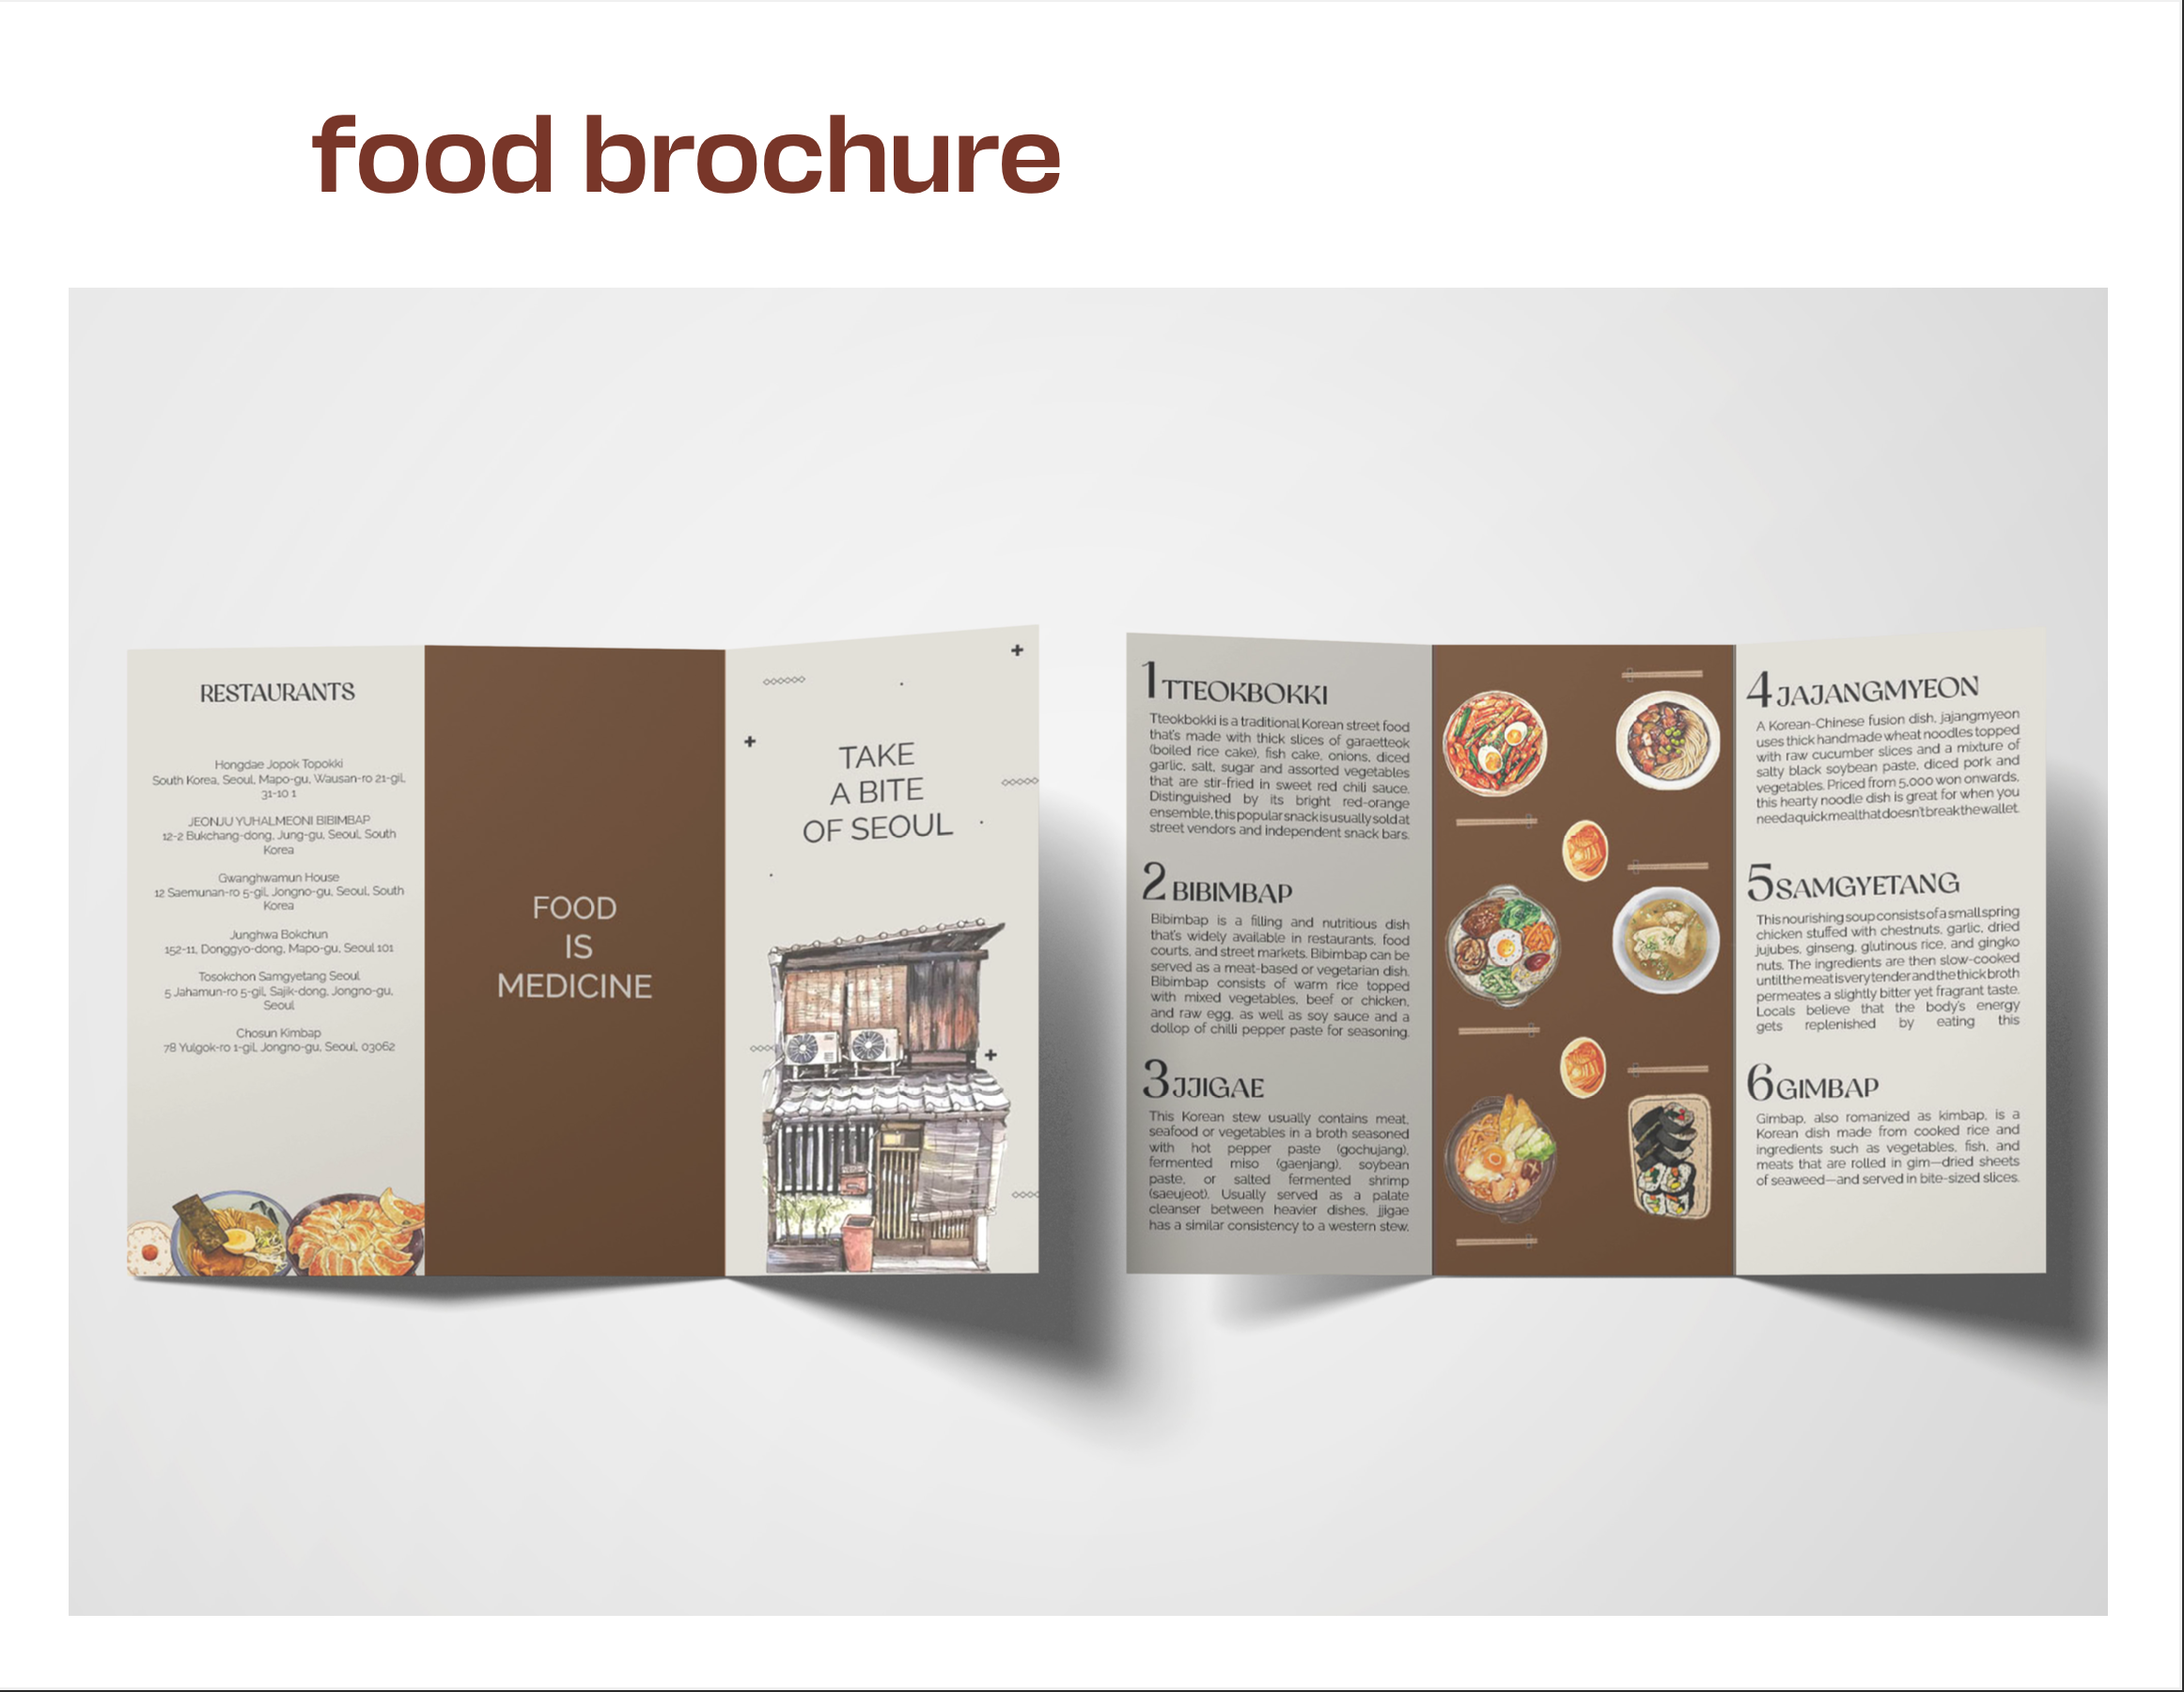 food brochure
RESTAURANTS
Hongdae Jopok Topokki
South Korea, Seoul, Mapo-gu, Wausan-ro 21-gil,
31-10 1
JEONJU YUHALMEONI BIBIMBAP
12-2 Bukchang-dong, Jung-gu, Seoul, South
Korea
Gwanghwamun House
12 Saemunan-ro 5-gil, Jongno-gu, Seoul, South
Korea
Junghwa Bokchun
152-11, Donggyo-dong, Mapo-gu, Seoul 101
Tosokchon Samgyetang Seoul
5 Jahamun-ro 5-gil, Sajik-dong, Jongno-gu,
Seoul
Chosun Kimbap
78 Yulgok-ro 1-gil, Jongno-gu, Seoul, 03062
FOOD
IS
MEDICINE
TAKE
A BITE
OF SEOUL
1 TTEOKBOKKI
Tteokbokki is a traditional Korean street food
that's made with thick slices of garaetteok
(boiled rice cake), fish cake, onions, diced
garlic, salt, sugar and assorted vegetables
that are stir-fried in sweet red chili sauce.
Distinguished by its bright red-orange
ensemble, this popular snack is usually sold at
street vendors and independent snack bars.
2 BIBIMBAP
Bibimbap is a filling and nutritious dish
that's widely available in restaurants, food
courts, and street markets. Bibimbap can be
served as a meat-based or vegetarian dish.
Bibimbap consists of warm rice topped
with mixed vegetables, beef or chicken,
and raw egg, as well as soy sauce and a
dollop of chilli pepper paste for seasoning.
3 JJIGAE
This Korean stew usually contains meat,
seafood or vegetables in a broth seasoned
with hot pepper paste (gochujang),
fermented miso (gaenjang), soybean
paste, or salted fermented shrimp
(saeujeot). Usually served as a palate
cleanser between heavier dishes, jjigae
has a similar consistency to a western stew.
4 JAJANGMYEON
A Korean-Chinese fusion dish, jajangmyeon
uses thick handmade wheat noodles topped
with raw cucumber slices and a mixture of
salty black soybean paste, diced pork and
vegetables. Priced from 5,000 won onwards,
this hearty noodle dish is great for when you
need a quick meal that doesn't break the wallet.
5 SAMGYETANG
This nourishing soup consists of a small spring
chicken stuffed with chestnuts, garlic, dried
jujubes, ginseng, glutinous rice, and gingko
nuts. The ingredients are then slow-cooked
until the meat is very tender and the thick broth
permeates a slightly bitter yet fragrant taste.
Locals believe that the body's energy
gets replenished by eating this
6 GIMBAP
Gimbap, also romanized as kimbap, is a
Korean dish made from cooked rice and
ingredients such as vegetables, fish, and
meats that are rolled in gim—dried sheets
of seaweed—and served in bite-sized slices.